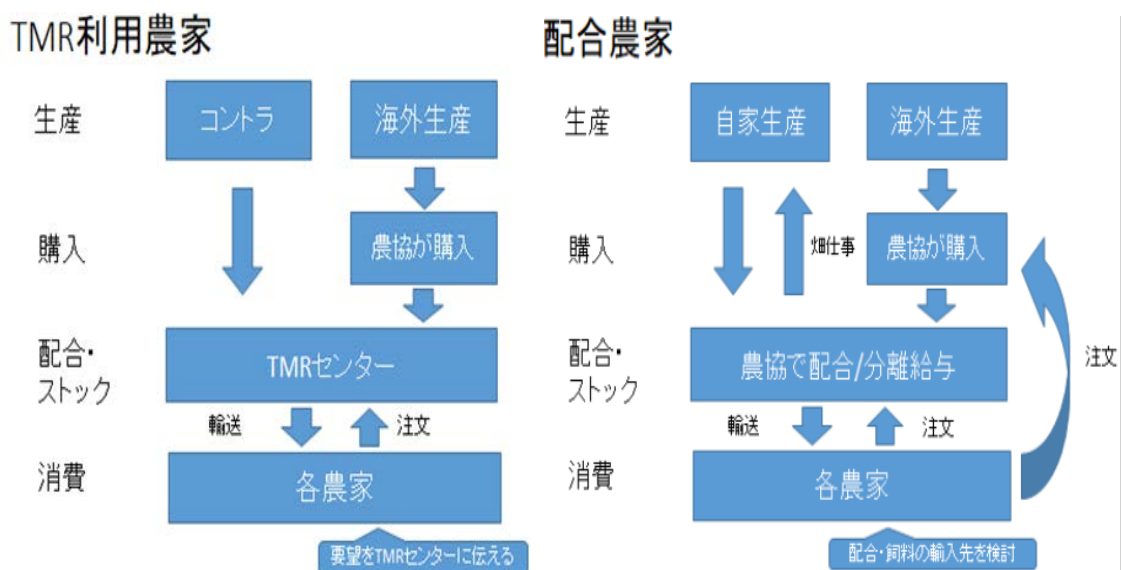 TMR利用農家
生産
コントラ
海外生産
購入
農協が購入
配合・
ストック
TMRセンター
輸送
注文
消費
各農家
要望をTMRセンターに伝える
配合農家
生産
自家生産
海外生産
購入
畑仕事
農協が購入
配合・
ストック
農協で配合/分離給与
注文
輸送
注文
消費
各農家
配合・飼料の輸入先を検討